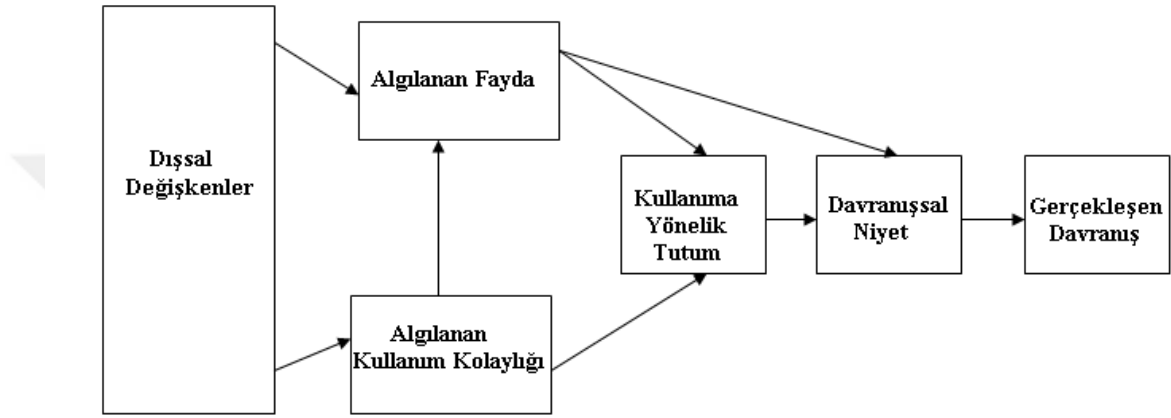 Dışsal
Değişkenler
Algılanan Fayda
Algılanan
Kullanım Kolaylığı
Kullanıma
Yönelik
Tutum
Davranışsal
Niyet
Gerçekleşen
Davranış